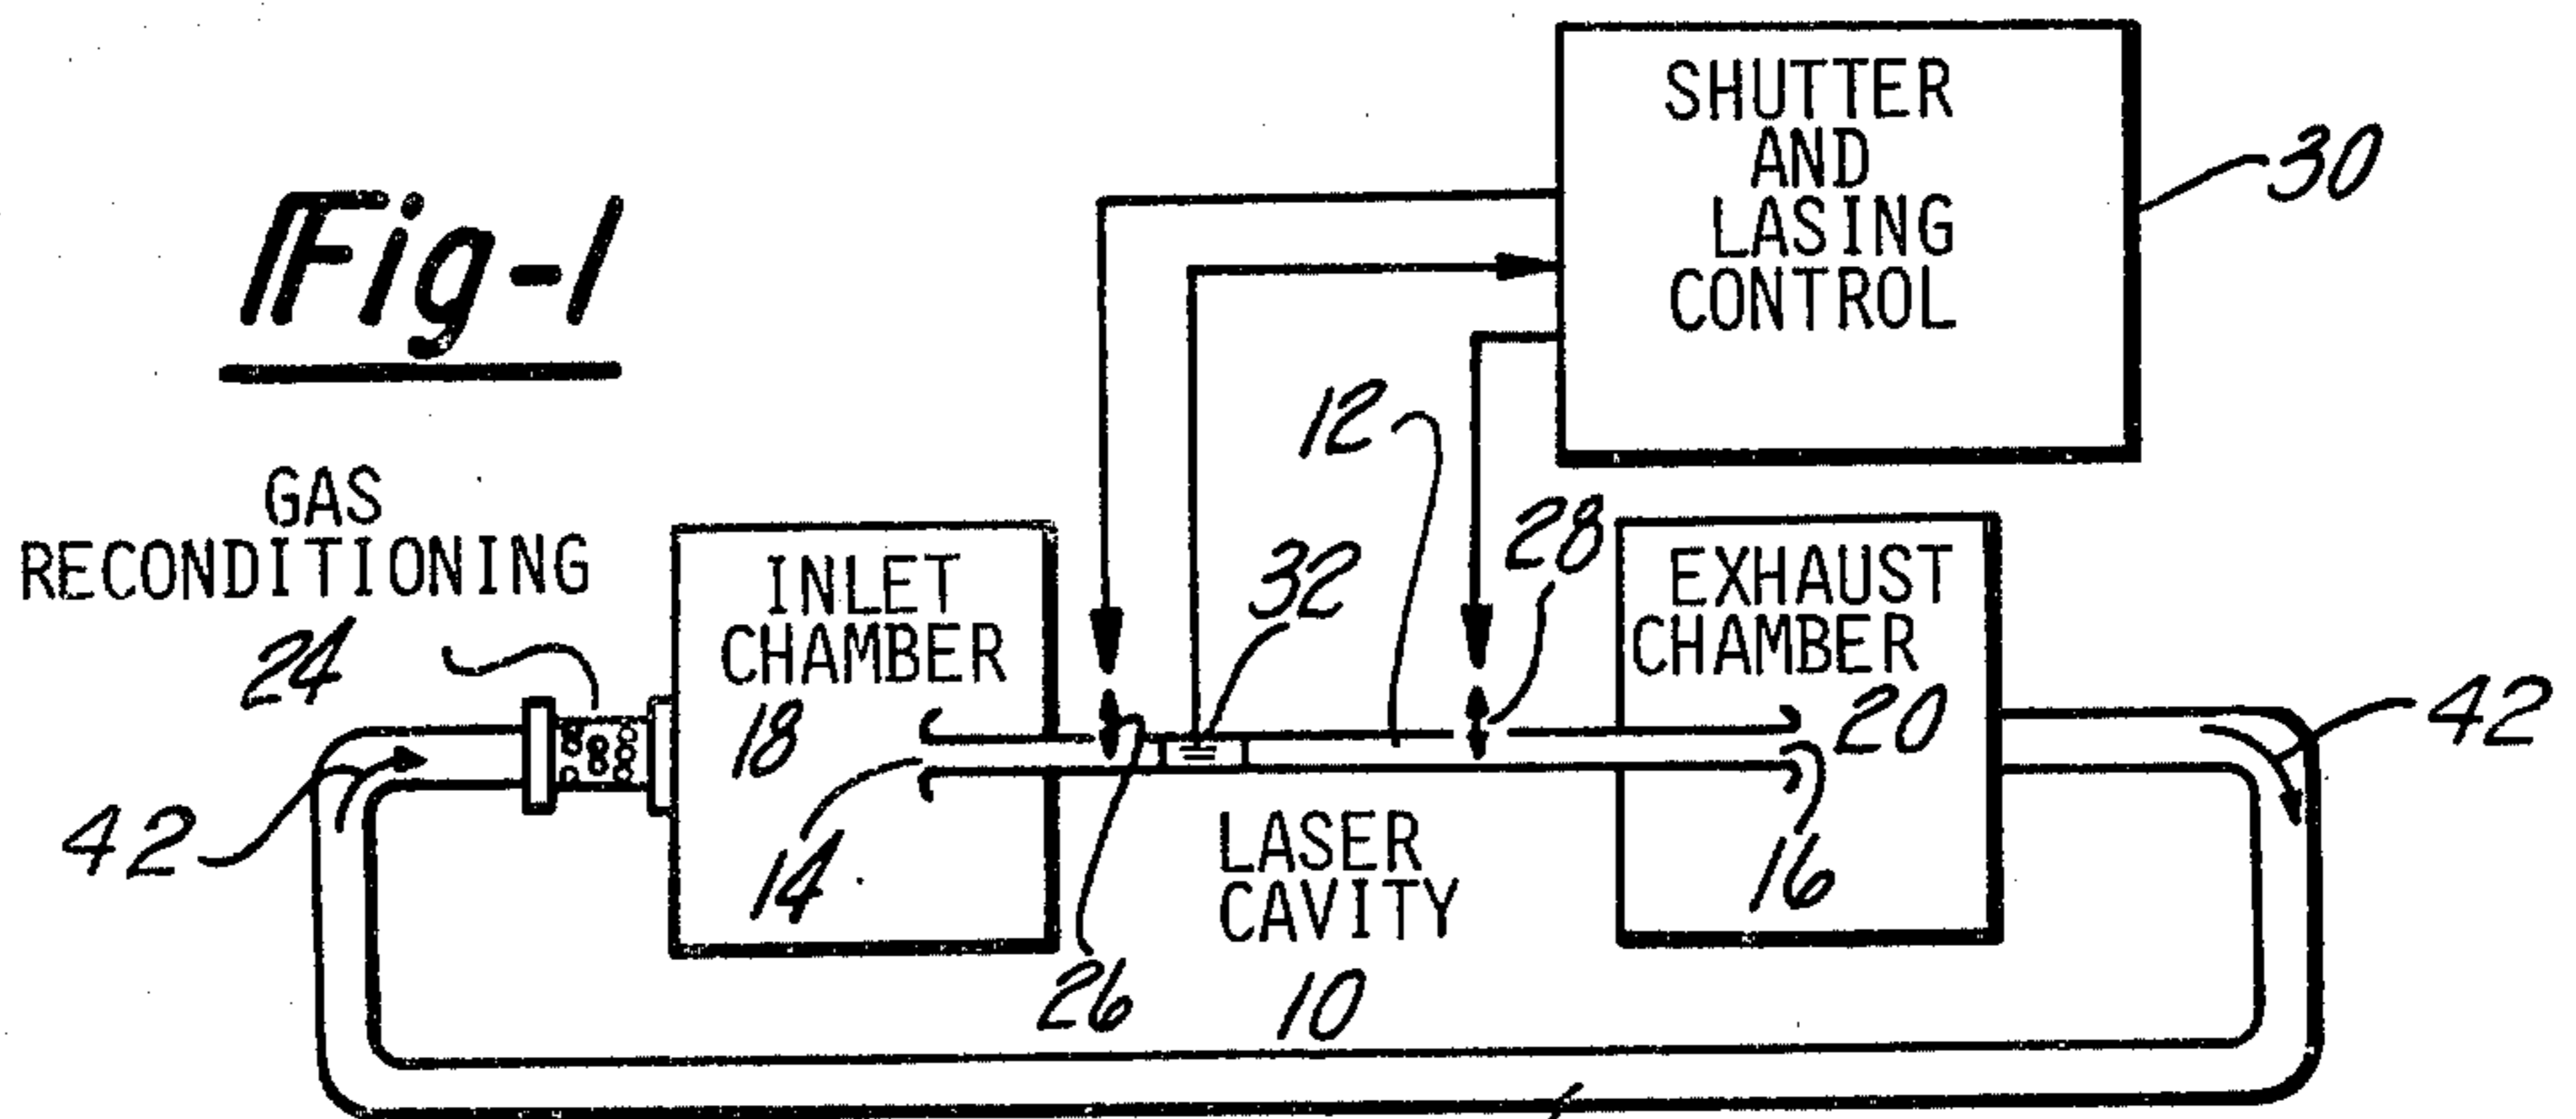 Fig-1
SHUTTER
AND
LASING
CONTROL
30
12
28
32
GAS
RECONDITIONING
24
INLET
CHAMBER
18
14
EXHAUST
CHAMBER
20
16
42
42
26
LASER
CAVITY
10